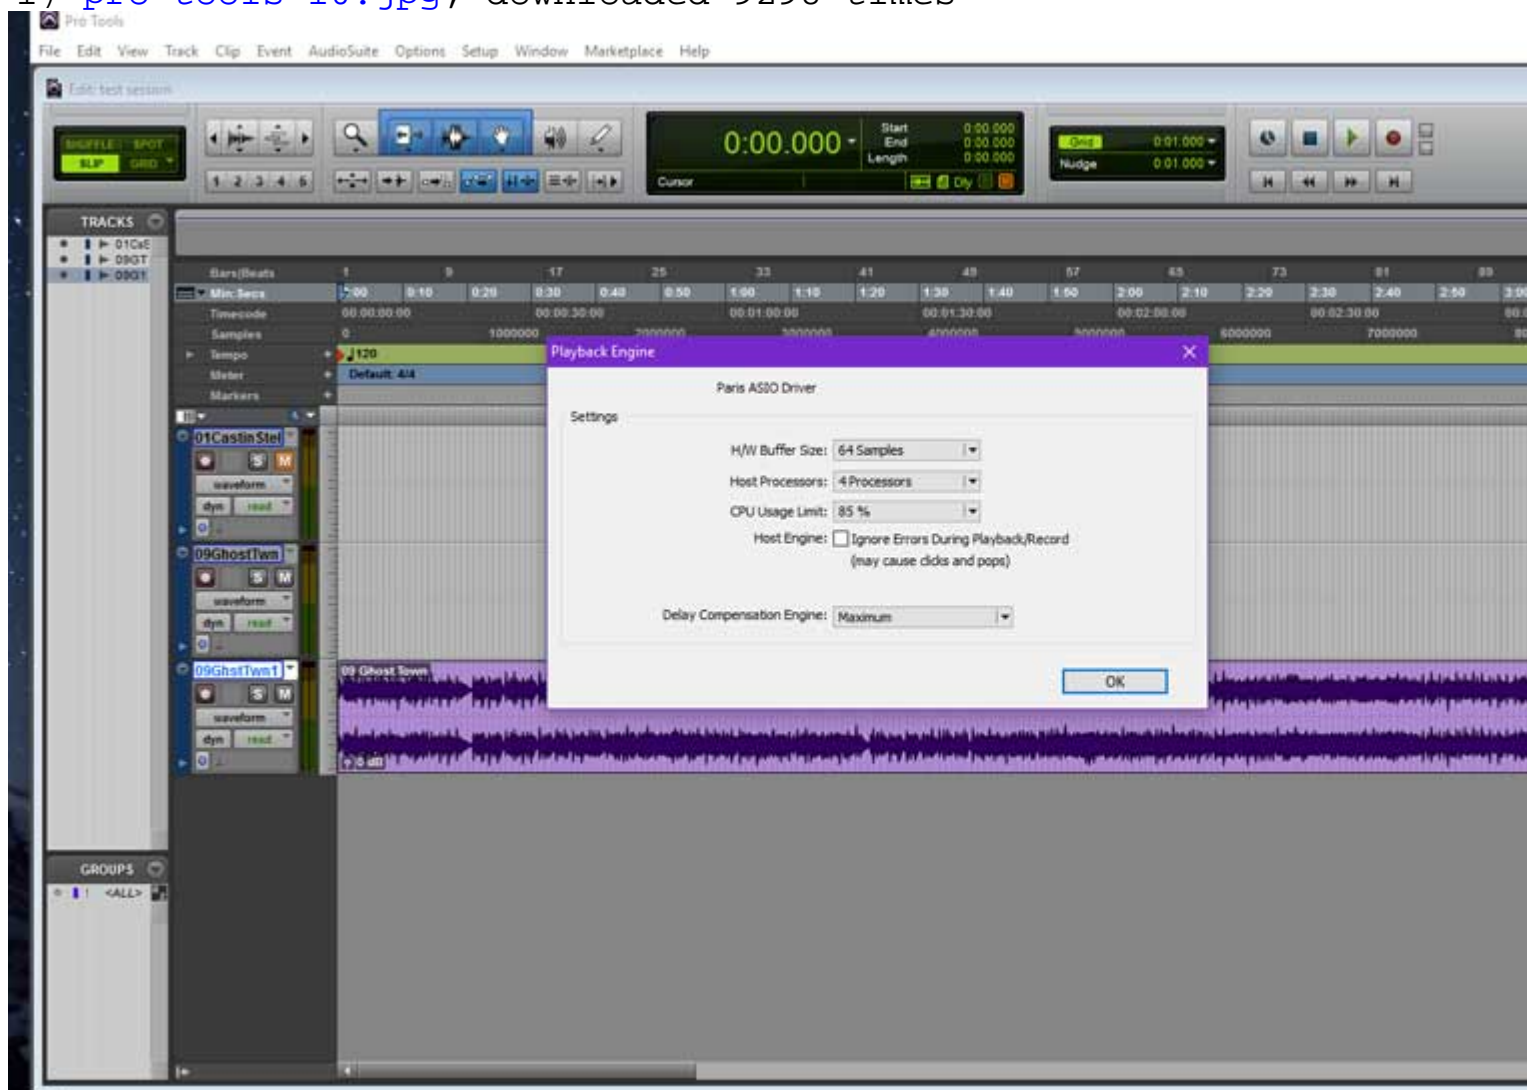 Pro Tools
File Edit View Track Clip Event AudioSuite Options Setup Window Marketplace Help
Edit: test session
SHUFFLE SPOT
SLIP GRID
1 2 3 4 5
0:00.000
Start 0:00.000
End 0:00.000
Length 0:00.000
Cursor
Dly
Grid 0:01.000
Nudge 0:01.000
TRACKS
01CsS
09GT
09GT
Bars|Beats 1 9 17 25 33 41 49 57 65 73 81 89
Min:Secs 0:00 0:10 0:20 0:30 0:40 0:50 1:00 1:10 1:20 1:30 1:40 1:50 2:00 2:10 2:20 2:30 2:40 2:50
Timecode 00:00:00:00 00:00:30:00 00:01:00:00 00:01:30:00 00:02:00:00 00:02:30:00
Samples 0 1000000 2000000 3000000 4000000 5000000 6000000 7000000
Tempo 120
Meter Default: 4/4
Markers
Playback Engine
Paris ASIO Driver
Settings
H/W Buffer Size: 64 Samples
Host Processors: 4 Processors
CPU Usage Limit: 85 %
Host Engine: Ignore Errors During Playback/Record
(may cause clicks and pops)
Delay Compensation Engine: Maximum
OK
01CastinStel
S M
waveform
dyn read
09GhostTwn
S M
waveform
dyn read
09GhstTwn1
S M
waveform
dyn read
09 Ghost Town
0 dB
GROUPS
! <ALL>